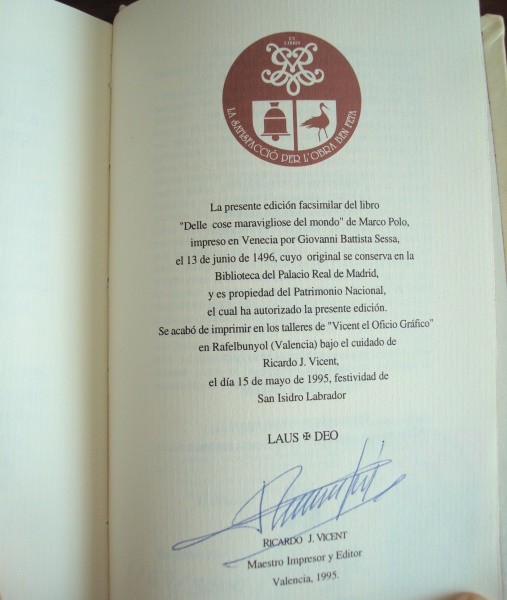 EX
LIBRIS
LA SATISFACCIÓ PER L'OBRA BEN FETA
La presente edición facsimilar del libro
"Delle cose maravigliose del mondo" de Marco Polo,
impreso en Venecia por Giovanni Battista Sessa,
el 13 de junio de 1496, cuyo original se conserva en la
Biblioteca del Palacio Real de Madrid,
y es propiedad del Patrimonio Nacional,
el cual ha autorizado la presente edición.
Se acabó de imprimir en los talleres de "Vicent el Oficio Gráfico"
en Rafelbunyol (Valencia) bajo el cuidado de
Ricardo J. Vicent,
el día 15 de mayo de 1995, festividad de
San Isidro Labrador
LAUS ✠ DEO
RICARDO J. VICENT
Maestro Impresor y Editor
Valencia, 1995.